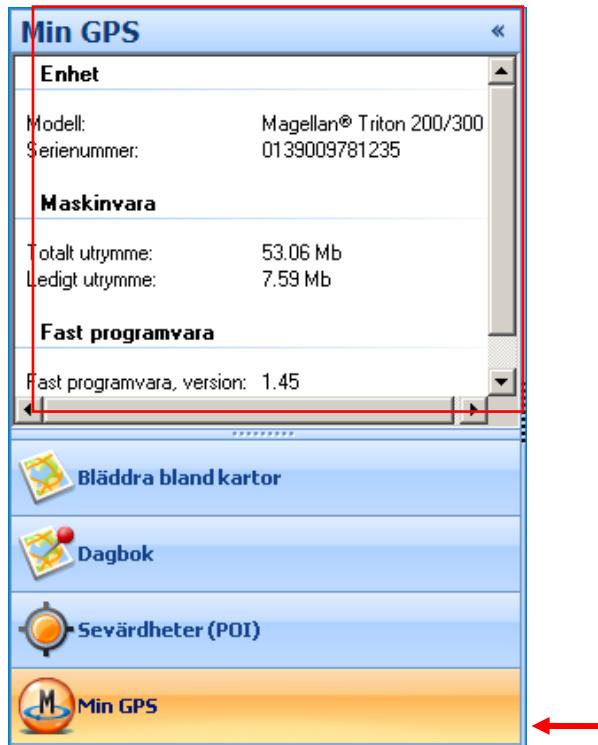 Min GPS «
Enhet
Modell: Magellan® Triton 200/300
Serienummer: 0139009781235
Maskinvara
Totalt utrymme: 53.06 Mb
Ledigt utrymme: 7.59 Mb
Fast programvara
Fast programvara, version: 1.45
Bläddra bland kartor
Dagbok
Sevärdheter (POI)
M Min GPS